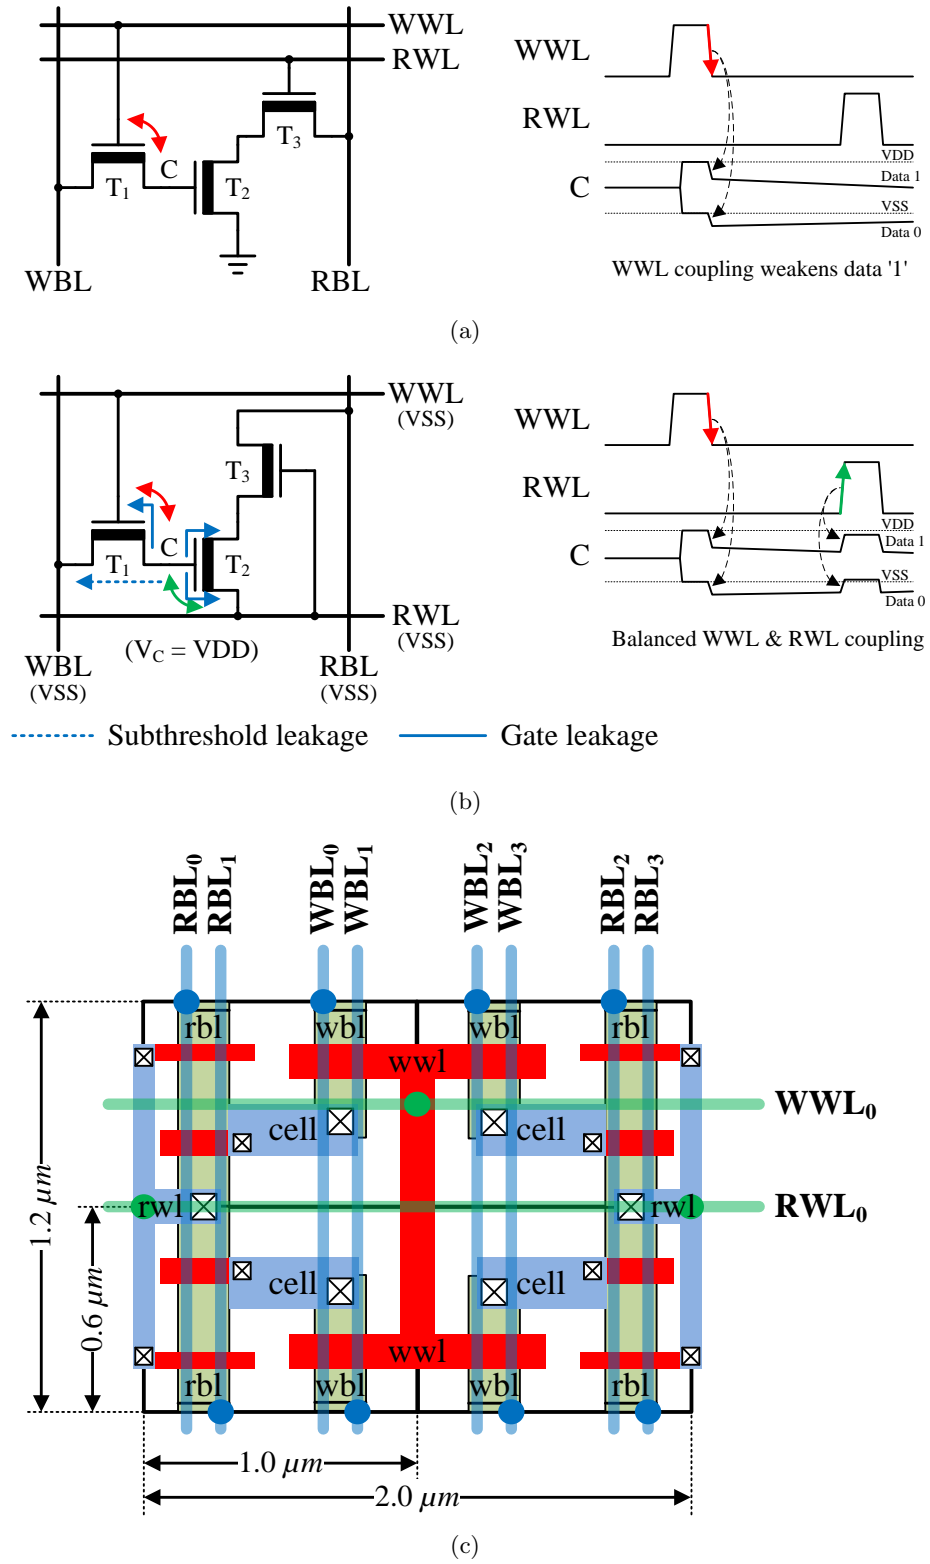 WWL
RWL
C
T1
T2
T3
WBL
RBL
WWL
RWL
C
VDD
Data 1
VSS
Data 0
WWL coupling weakens data '1'
(a)
WWL
(VSS)
T3
C
T1
T2
RWL
(VSS)
(VC = VDD)
WBL
(VSS)
RBL
(VSS)
WWL
RWL
C
VDD
Data 1
VSS
Data 0
Balanced WWL & RWL coupling
Subthreshold leakage
Gate leakage
(b)
RBL0
RBL1
WBL0
WBL1
WBL2
WBL3
RBL2
RBL3
rbl
wbl
wbl
rbl
wwl
WWL0
cell
cell
rwl
rwl
RWL0
cell
cell
wwl
rbl
wbl
wbl
rbl
1.2 μm
0.6 μm
1.0 μm
2.0 μm
(c)